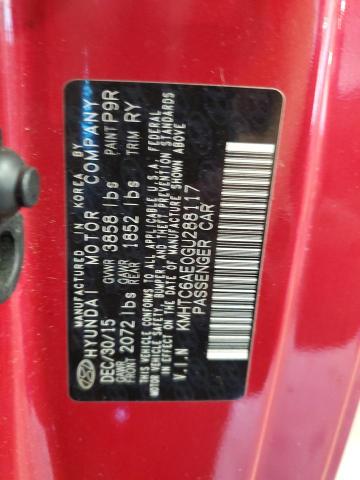 MANUFACTURED IN KOREA BY
HYUNDAI MOTOR COMPANY
DEC/30/15 GVWR 3858 lbs PAINT P9R
GAWR FRONT 2072 lbs GAWR REAR 1852 lbs TRIM RY
THIS VEHICLE CONFORMS TO ALL APPLICABLE U.S.A. FEDERAL
MOTOR VEHICLE SAFETY, BUMPER, AND THEFT PREVENTION STANDARDS
IN EFFECT ON THE DATE OF MANUFACTURE SHOWN ABOVE
V.I.N KMHTC6AE0GU288117
PASSENGER CAR